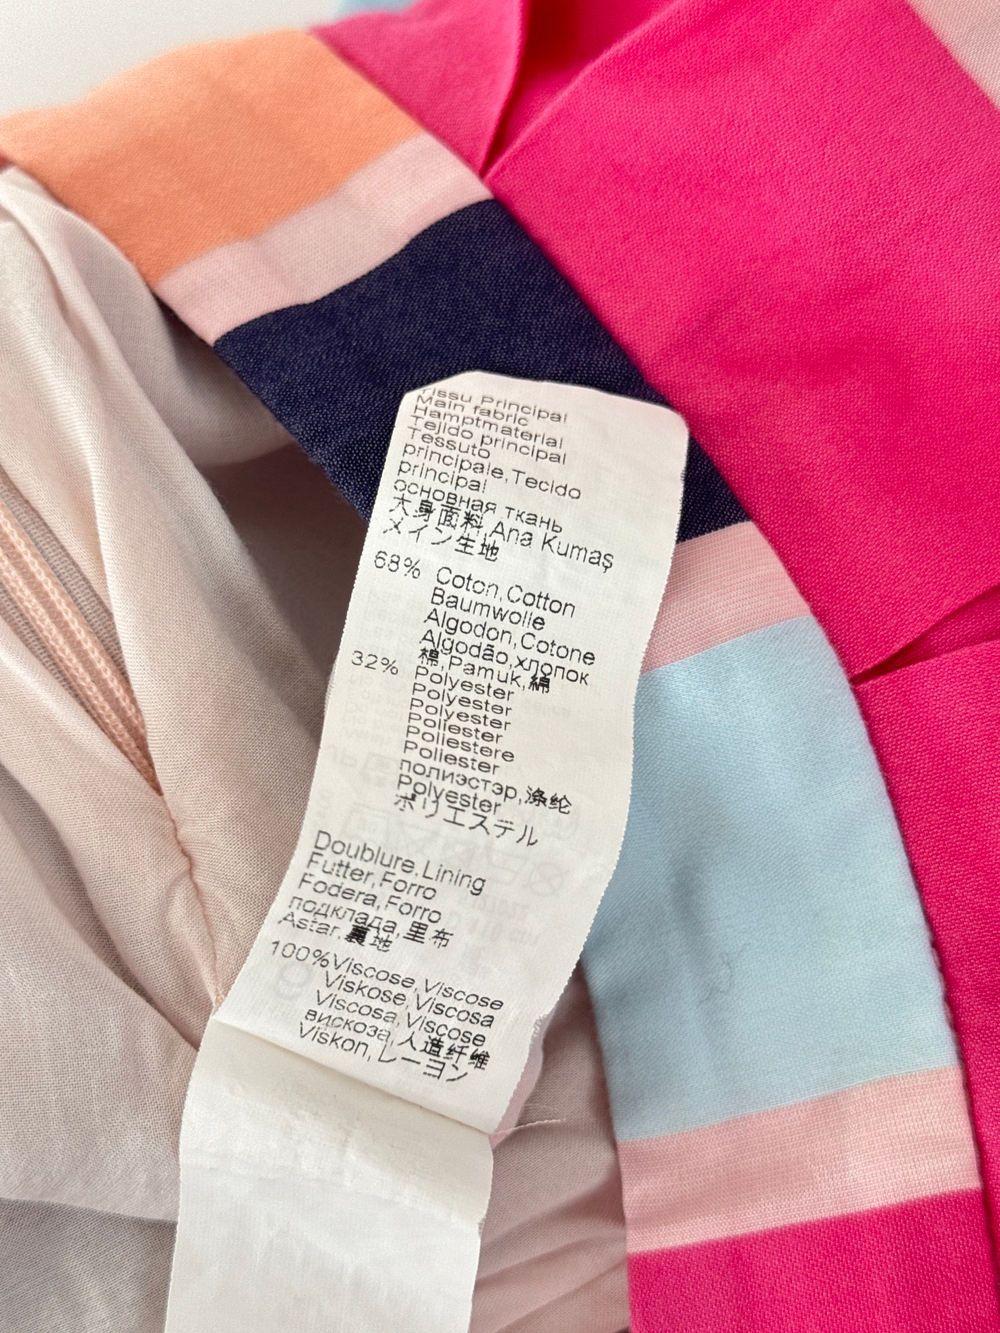 Tissu Principal
Main fabric
Hamptmaterial
Tejido principal
Tessuto
principale,Tecido
principal
основная ткань
大身面料,Ana Kumaş
メイン生地
68% Coton,Cotton
Baumwolle
Algodon,Cotone
Algodão,хлопок
棉,Pamuk,綿
32% Polyester
Polyester
Polyester
Poliester
Poliestere
Poliester
полиэстэр,涤纶
Polyester
ポリエステル
Doublure,Lining
Futter,Forro
Fodera,Forro
подклада,里布
Astar,裏地
100%Viscose,Viscose
Viskose,Viscosa
Viscosa,Viscose
вискоза,人造纤维
Viskon,レーヨン